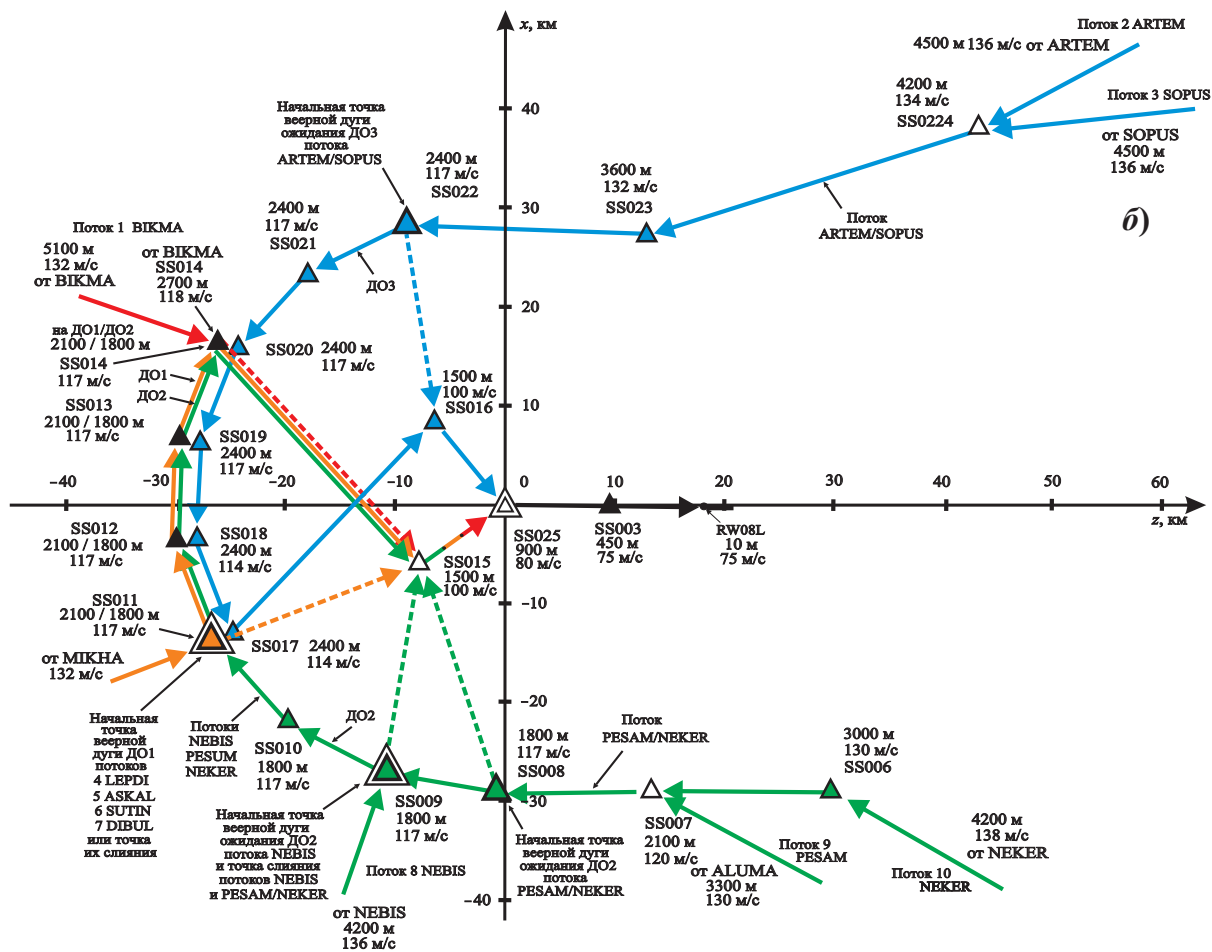 x, км
Поток 2 ARTEM
4500 м 136 м/с от ARTEM
4200 м
134 м/с
SS0224
Поток 3 SOPUS
от SOPUS
4500 м
136 м/с
40
Начальная точка
веерной дуги
ожидания ДО3
потока
ARTEM/SOPUS
2400 м
117 м/с
SS022
3600 м
132 м/с
SS023
30
Поток
ARTEM/SOPUS
б)
2400 м
117 м/с
SS021
ДО3
Поток 1 BIKMA
5100 м
132 м/с
от BIKMA
от BIKMA
SS014
2700 м
118 м/с
20
на ДО1/ДО2
2100 / 1800 м
SS014
117 м/с
SS020
2400 м
117 м/с
ДО1
ДО2
1500 м
100 м/с
SS016
SS013
2100 / 1800 м
117 м/с
10
SS019
2400 м
117 м/с
−40
−30
−20
−10
0
10
20
30
40
50
60
z, км
SS012
2100 / 1800 м
117 м/с
SS018
2400 м
114 м/с
SS025
900 м
80 м/с
SS003
450 м
75 м/с
RW08L
10 м
75 м/с
SS015
1500 м
100 м/с
−10
SS011
2100 / 1800 м
117 м/с
SS017
2400 м
114 м/с
от MIKHA
132 м/с
−20
Начальная
точка
веерной
дуги ДО1
потоков
4 LEPDI
5 ASKAL
6 SUTIN
7 DIBUL
или точка
их слияния
Потоки
NEBIS
PESUM
NEKER
ДО2
SS010
1800 м
117 м/с
1800 м
117 м/с
SS008
Поток
PESAM/NEKER
3000 м
130 м/с
SS006
−30
SS009
1800 м
117 м/с
SS007
2100 м
120 м/с
Начальная точка
веерной дуги
ожидания ДО2
потока NEBIS
и точка слияния
потоков NEBIS
и PESAM/NEKER
Поток 8 NEBIS
Начальная точка
веерной дуги
ожидания ДО2
потока
PESAM/NEKER
от ALUMA
3300 м
130 м/с
Поток 9
PESAM
4200 м
138 м/с
от NEKER
Поток 10
NEKER
−40
от NEBIS
4200 м
136 м/с